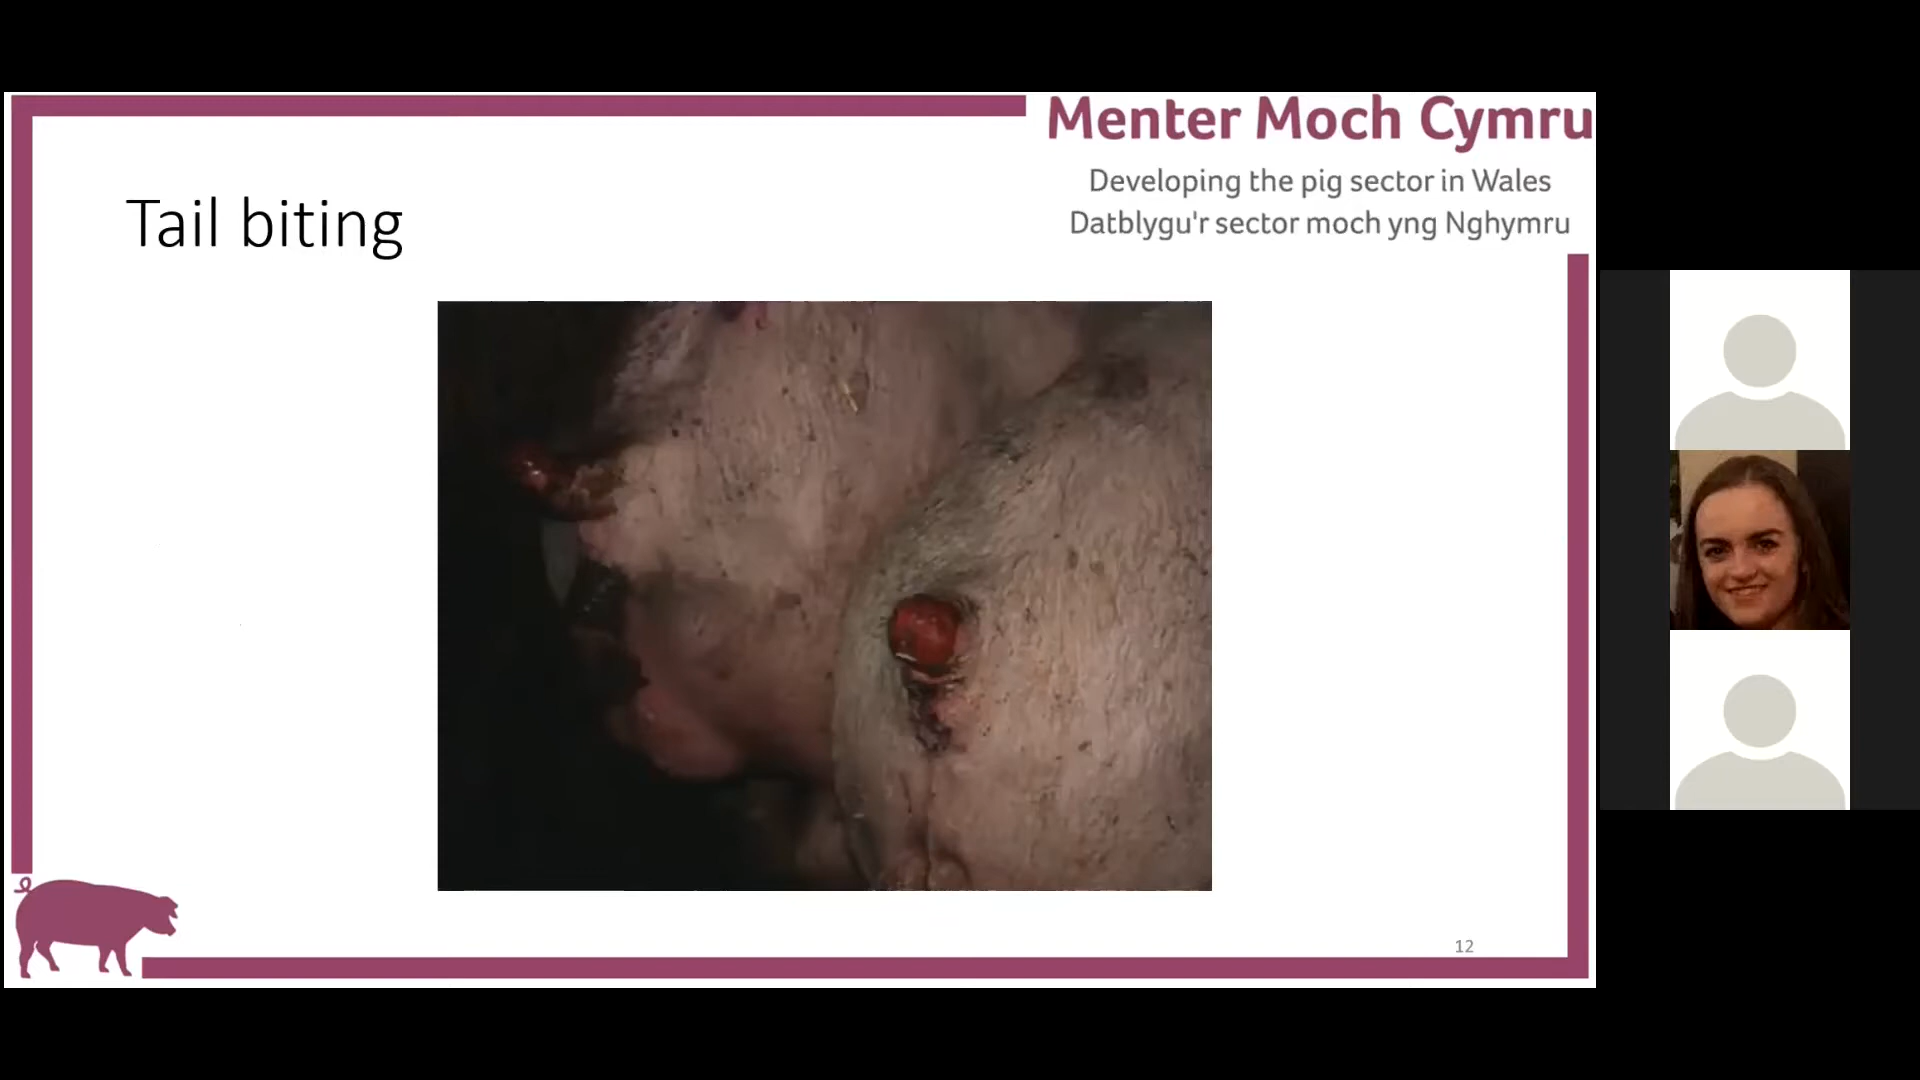 Menter Moch Cymru
Developing the pig sector in Wales
Datblygu'r sector moch yng Nghymru
Tail biting
12